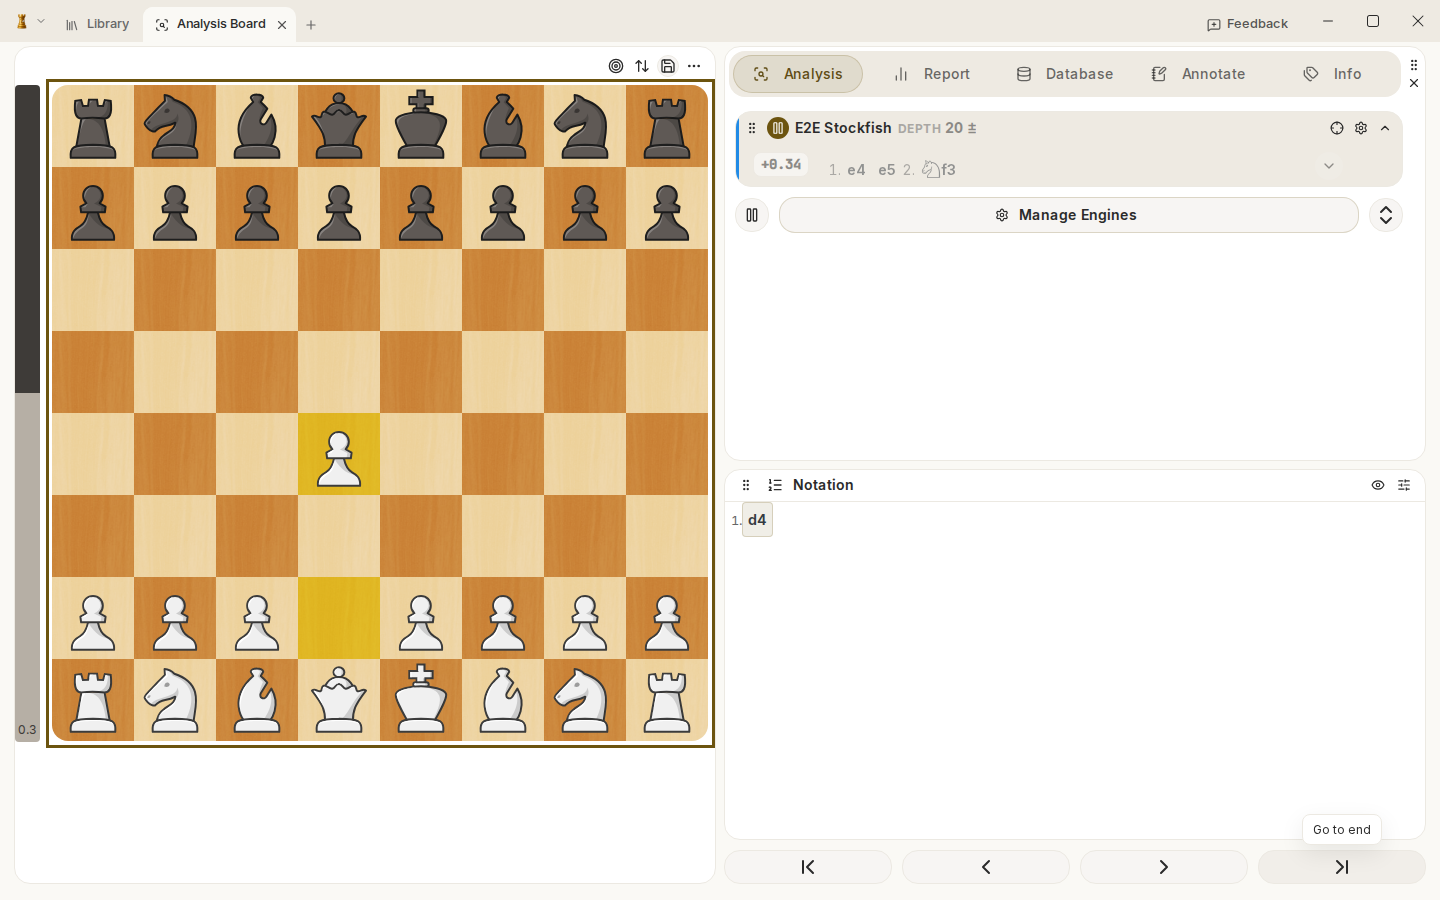 Library
Analysis Board
Feedback
Analysis
Report
Database
Annotate
Info
E2E Stockfish DEPTH 20 ±
+0.34
1. e4 e5 2. ♘f3
Manage Engines
Notation
1. d4
0.3
Go to end